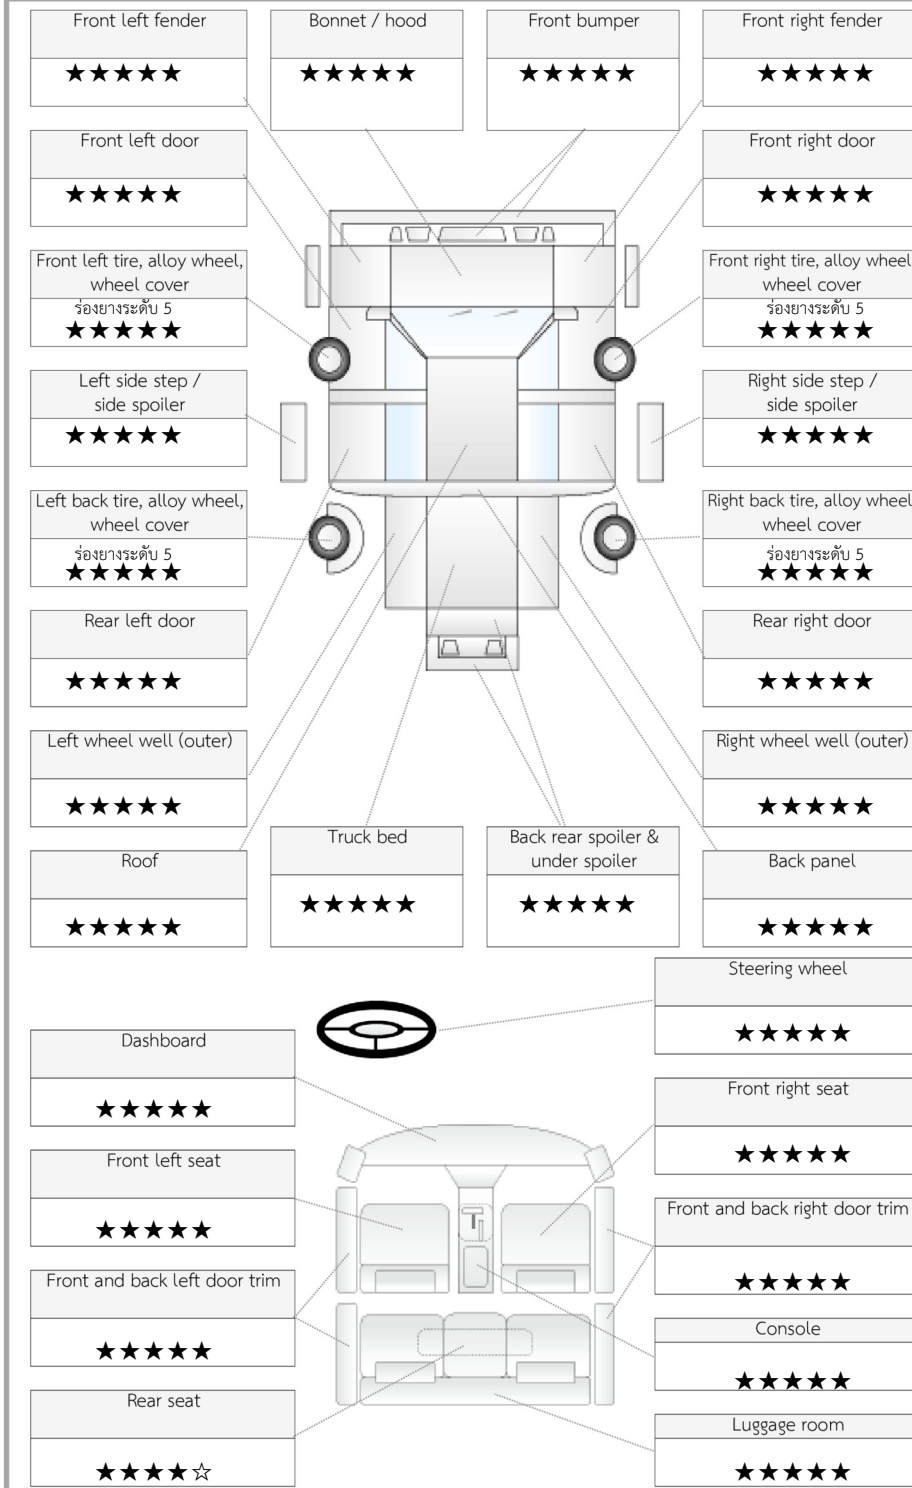 Front left fender
★★★★★
Bonnet / hood
★★★★★
Front bumper
★★★★★
Front right fender
★★★★★
Front left door
★★★★★
Front right door
★★★★★
Front left tire, alloy wheel,
wheel cover
ร่องยางระดับ 5
★★★★★
Front right tire, alloy wheel
wheel cover
ร่องยางระดับ 5
★★★★★
Left side step /
side spoiler
★★★★★
Right side step /
side spoiler
★★★★★
Left back tire, alloy wheel,
wheel cover
ร่องยางระดับ 5
★★★★★
Right back tire, alloy wheel
wheel cover
ร่องยางระดับ 5
★★★★★
Rear left door
★★★★★
Rear right door
★★★★★
Left wheel well (outer)
★★★★★
Right wheel well (outer)
★★★★★
Roof
★★★★★
Truck bed
★★★★★
Back rear spoiler &
under spoiler
★★★★★
Back panel
★★★★★
Steering wheel
★★★★★
Dashboard
★★★★★
Front right seat
★★★★★
Front left seat
★★★★★
Front and back right door trim
★★★★★
Front and back left door trim
★★★★★
Console
★★★★★
Rear seat
★★★★☆
Luggage room
★★★★★